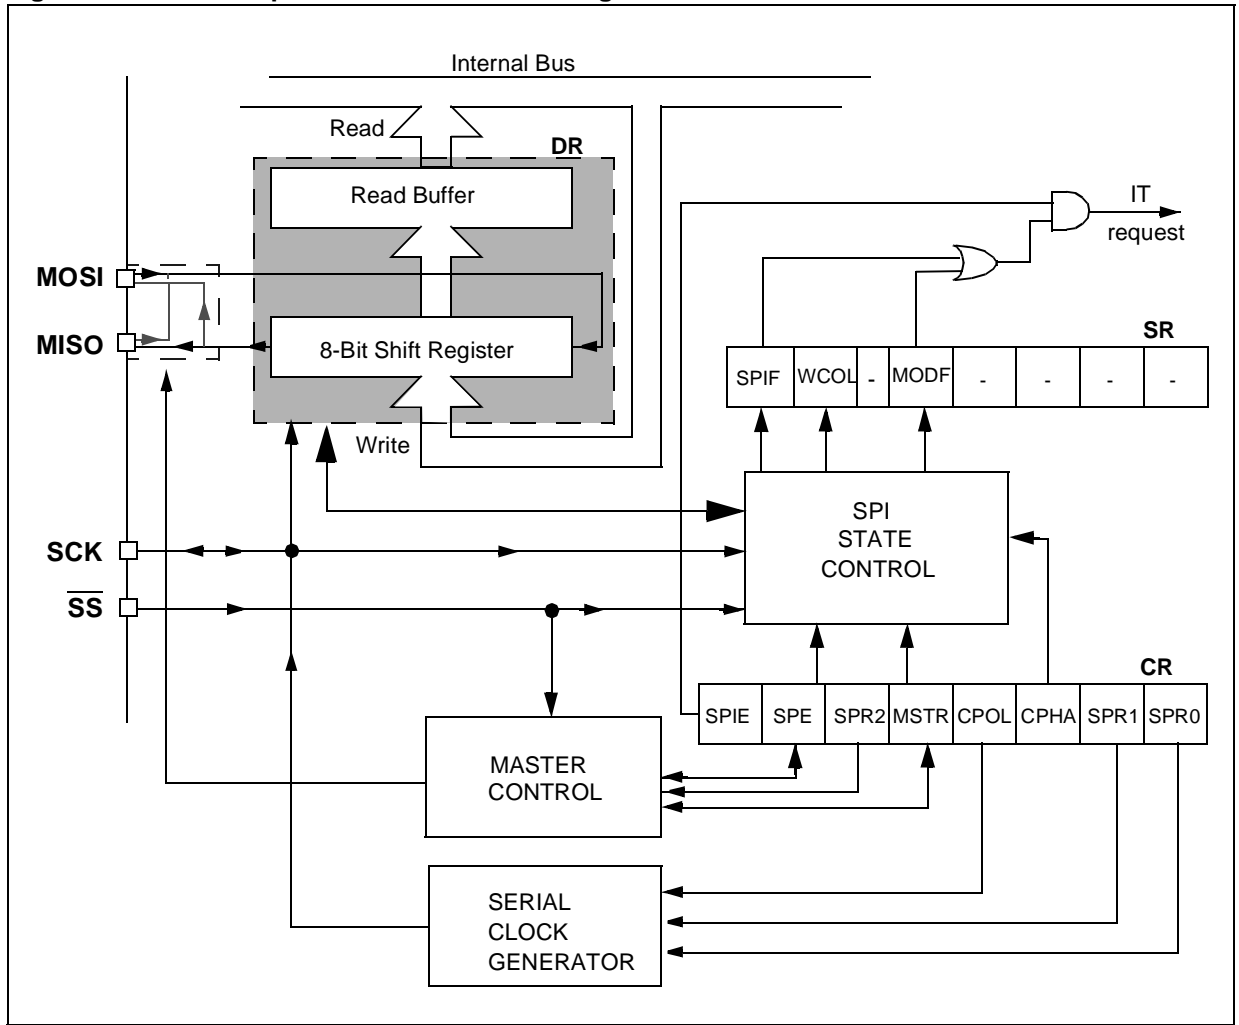 Internal Bus
Read
DR
Read Buffer
IT
request
MOSI
MISO
8-Bit Shift Register
SR
SPIF WCOL - MODF - - - -
Write
SPI
STATE
CONTROL
SCK
SS
CR
SPIE SPE SPR2 MSTR CPOL CPHA SPR1 SPR0
MASTER
CONTROL
SERIAL
CLOCK
GENERATOR